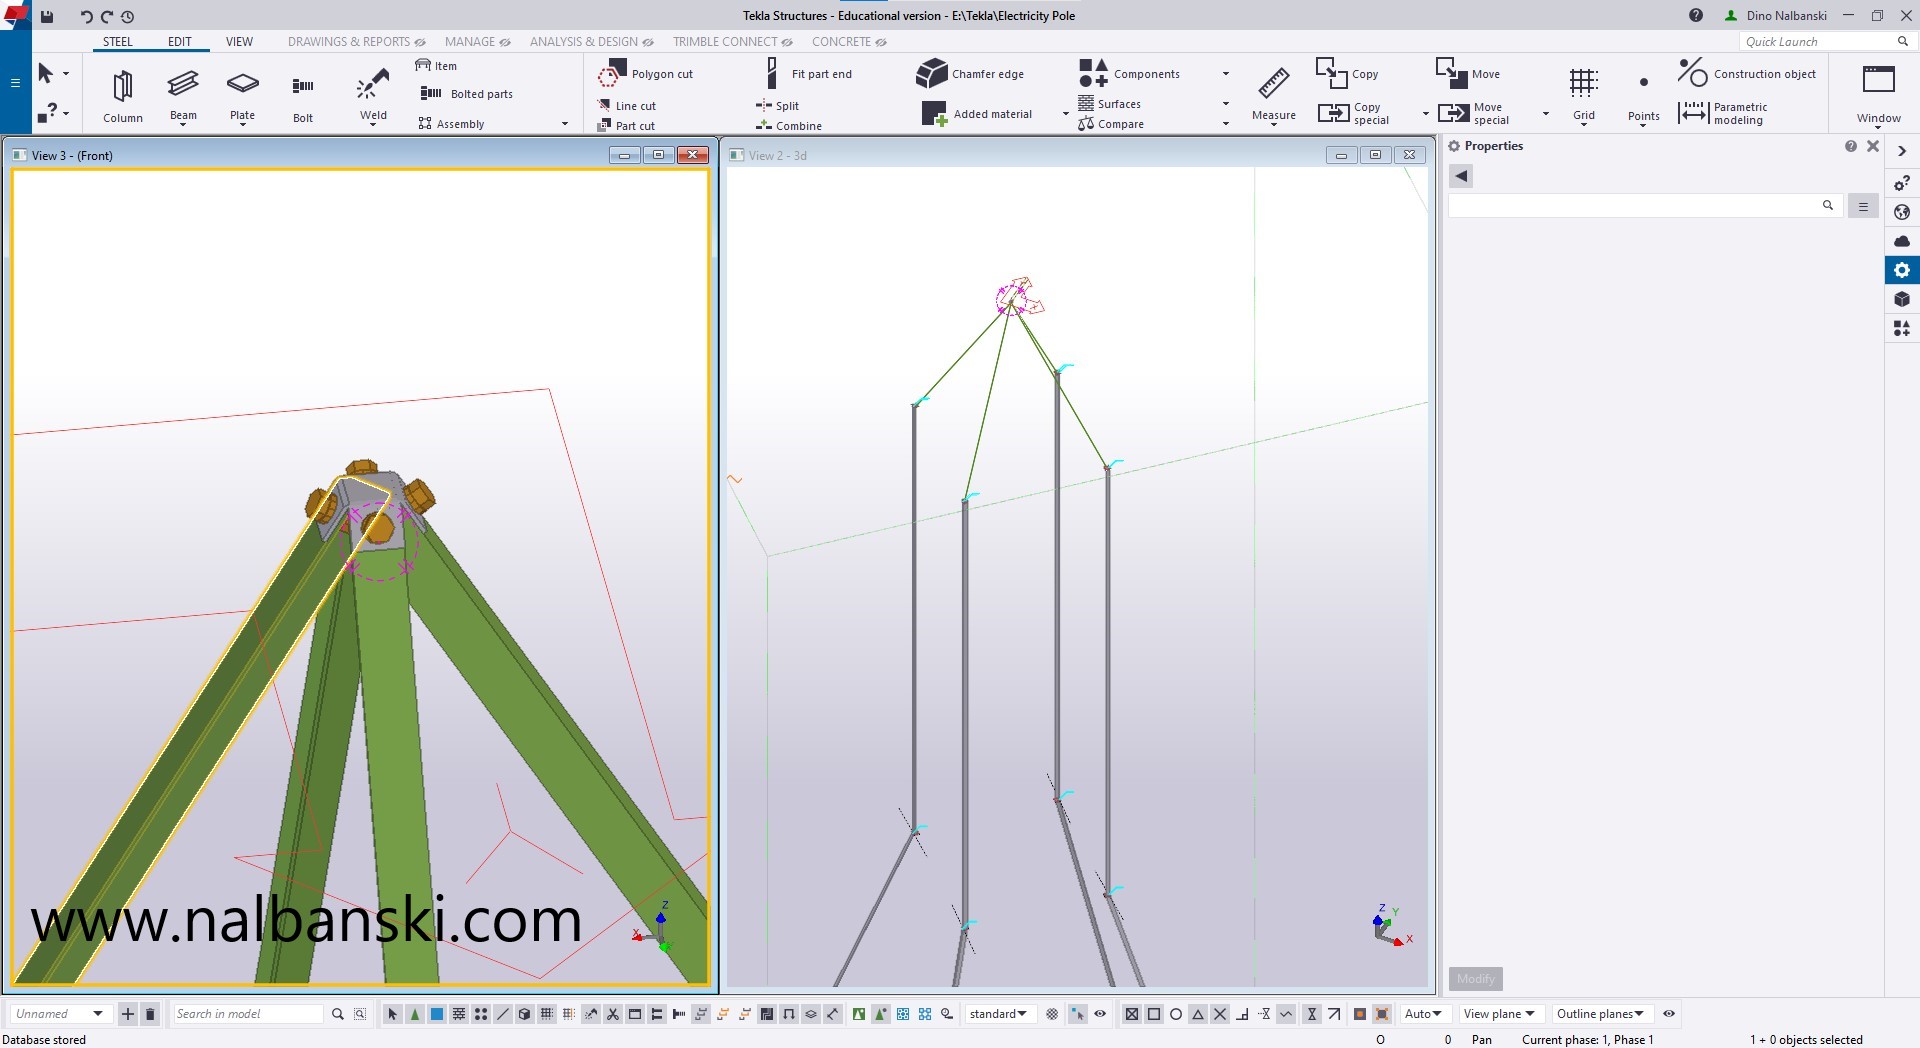 Tekla Structures - Educational version - E:\Tekla\Electricity Pole
Dino Nalbanski
STEEL EDIT VIEW DRAWINGS & REPORTS MANAGE ANALYSIS & DESIGN TRIMBLE CONNECT CONCRETE
Quick Launch
Column
Beam
Plate
Bolt
Weld
Item
Bolted parts
Assembly
Polygon cut
Line cut
Part cut
Fit part end
Split
Combine
Chamfer edge
Added material
Components
Surfaces
Compare
Measure
Copy
Copy
special
Move
Move
special
Grid
Points
Construction object
Parametric
modeling
Window
View 3 - (Front)
View 2 - 3d
Properties
www.nalbanski.com
Z
X
Y
Z
Y
X
Modify
Unnamed
Search in model
standard
Auto
View plane
Outline planes
Database stored
O
0
Pan
Current phase: 1, Phase 1
1 + 0 objects selected